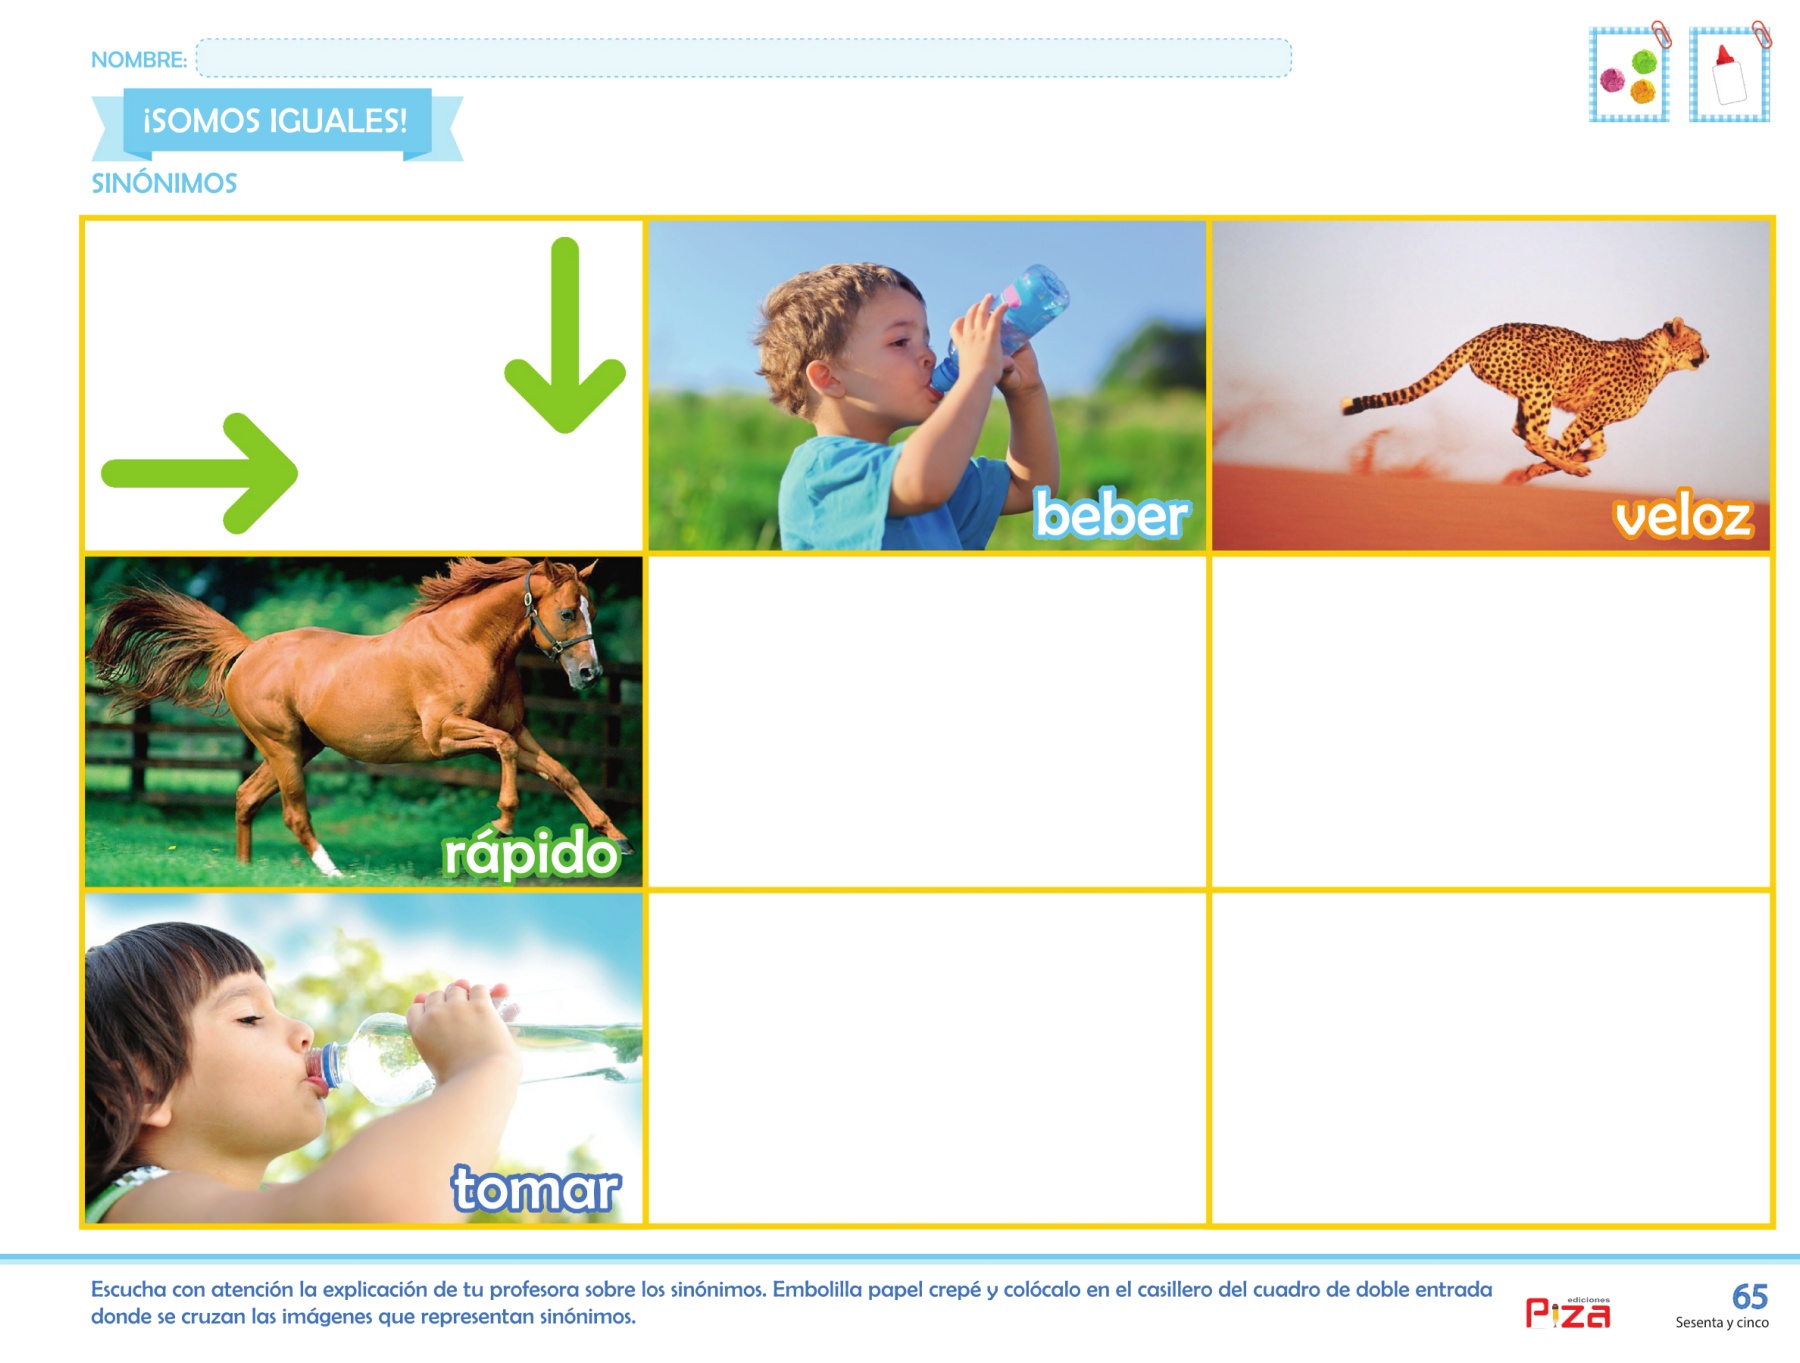 NOMBRE:
¡SOMOS IGUALES!
SINÓNIMOS
beber
veloz
rápido
tomar
Escucha con atención la explicación de tu profesora sobre los sinónimos. Embolilla papel crepé y colócalo en el casillero del cuadro de doble entrada
donde se cruzan las imágenes que representan sinónimos.
ediciones
Piza
65
Sesenta y cinco